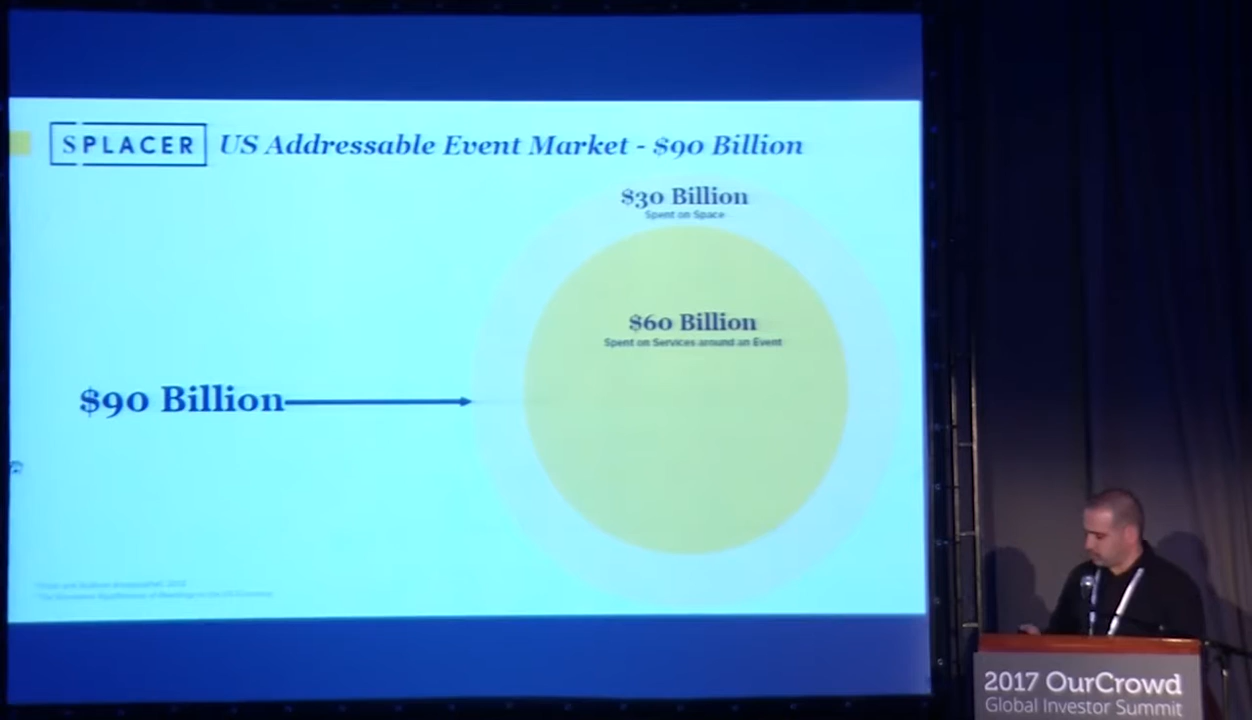 SPLACER US Addressable Event Market - $90 Billion
$30 Billion
Spent on Space
$60 Billion
Spent on Services around an Event
$90 Billion
2017 OurCrowd
Global Investor Summit